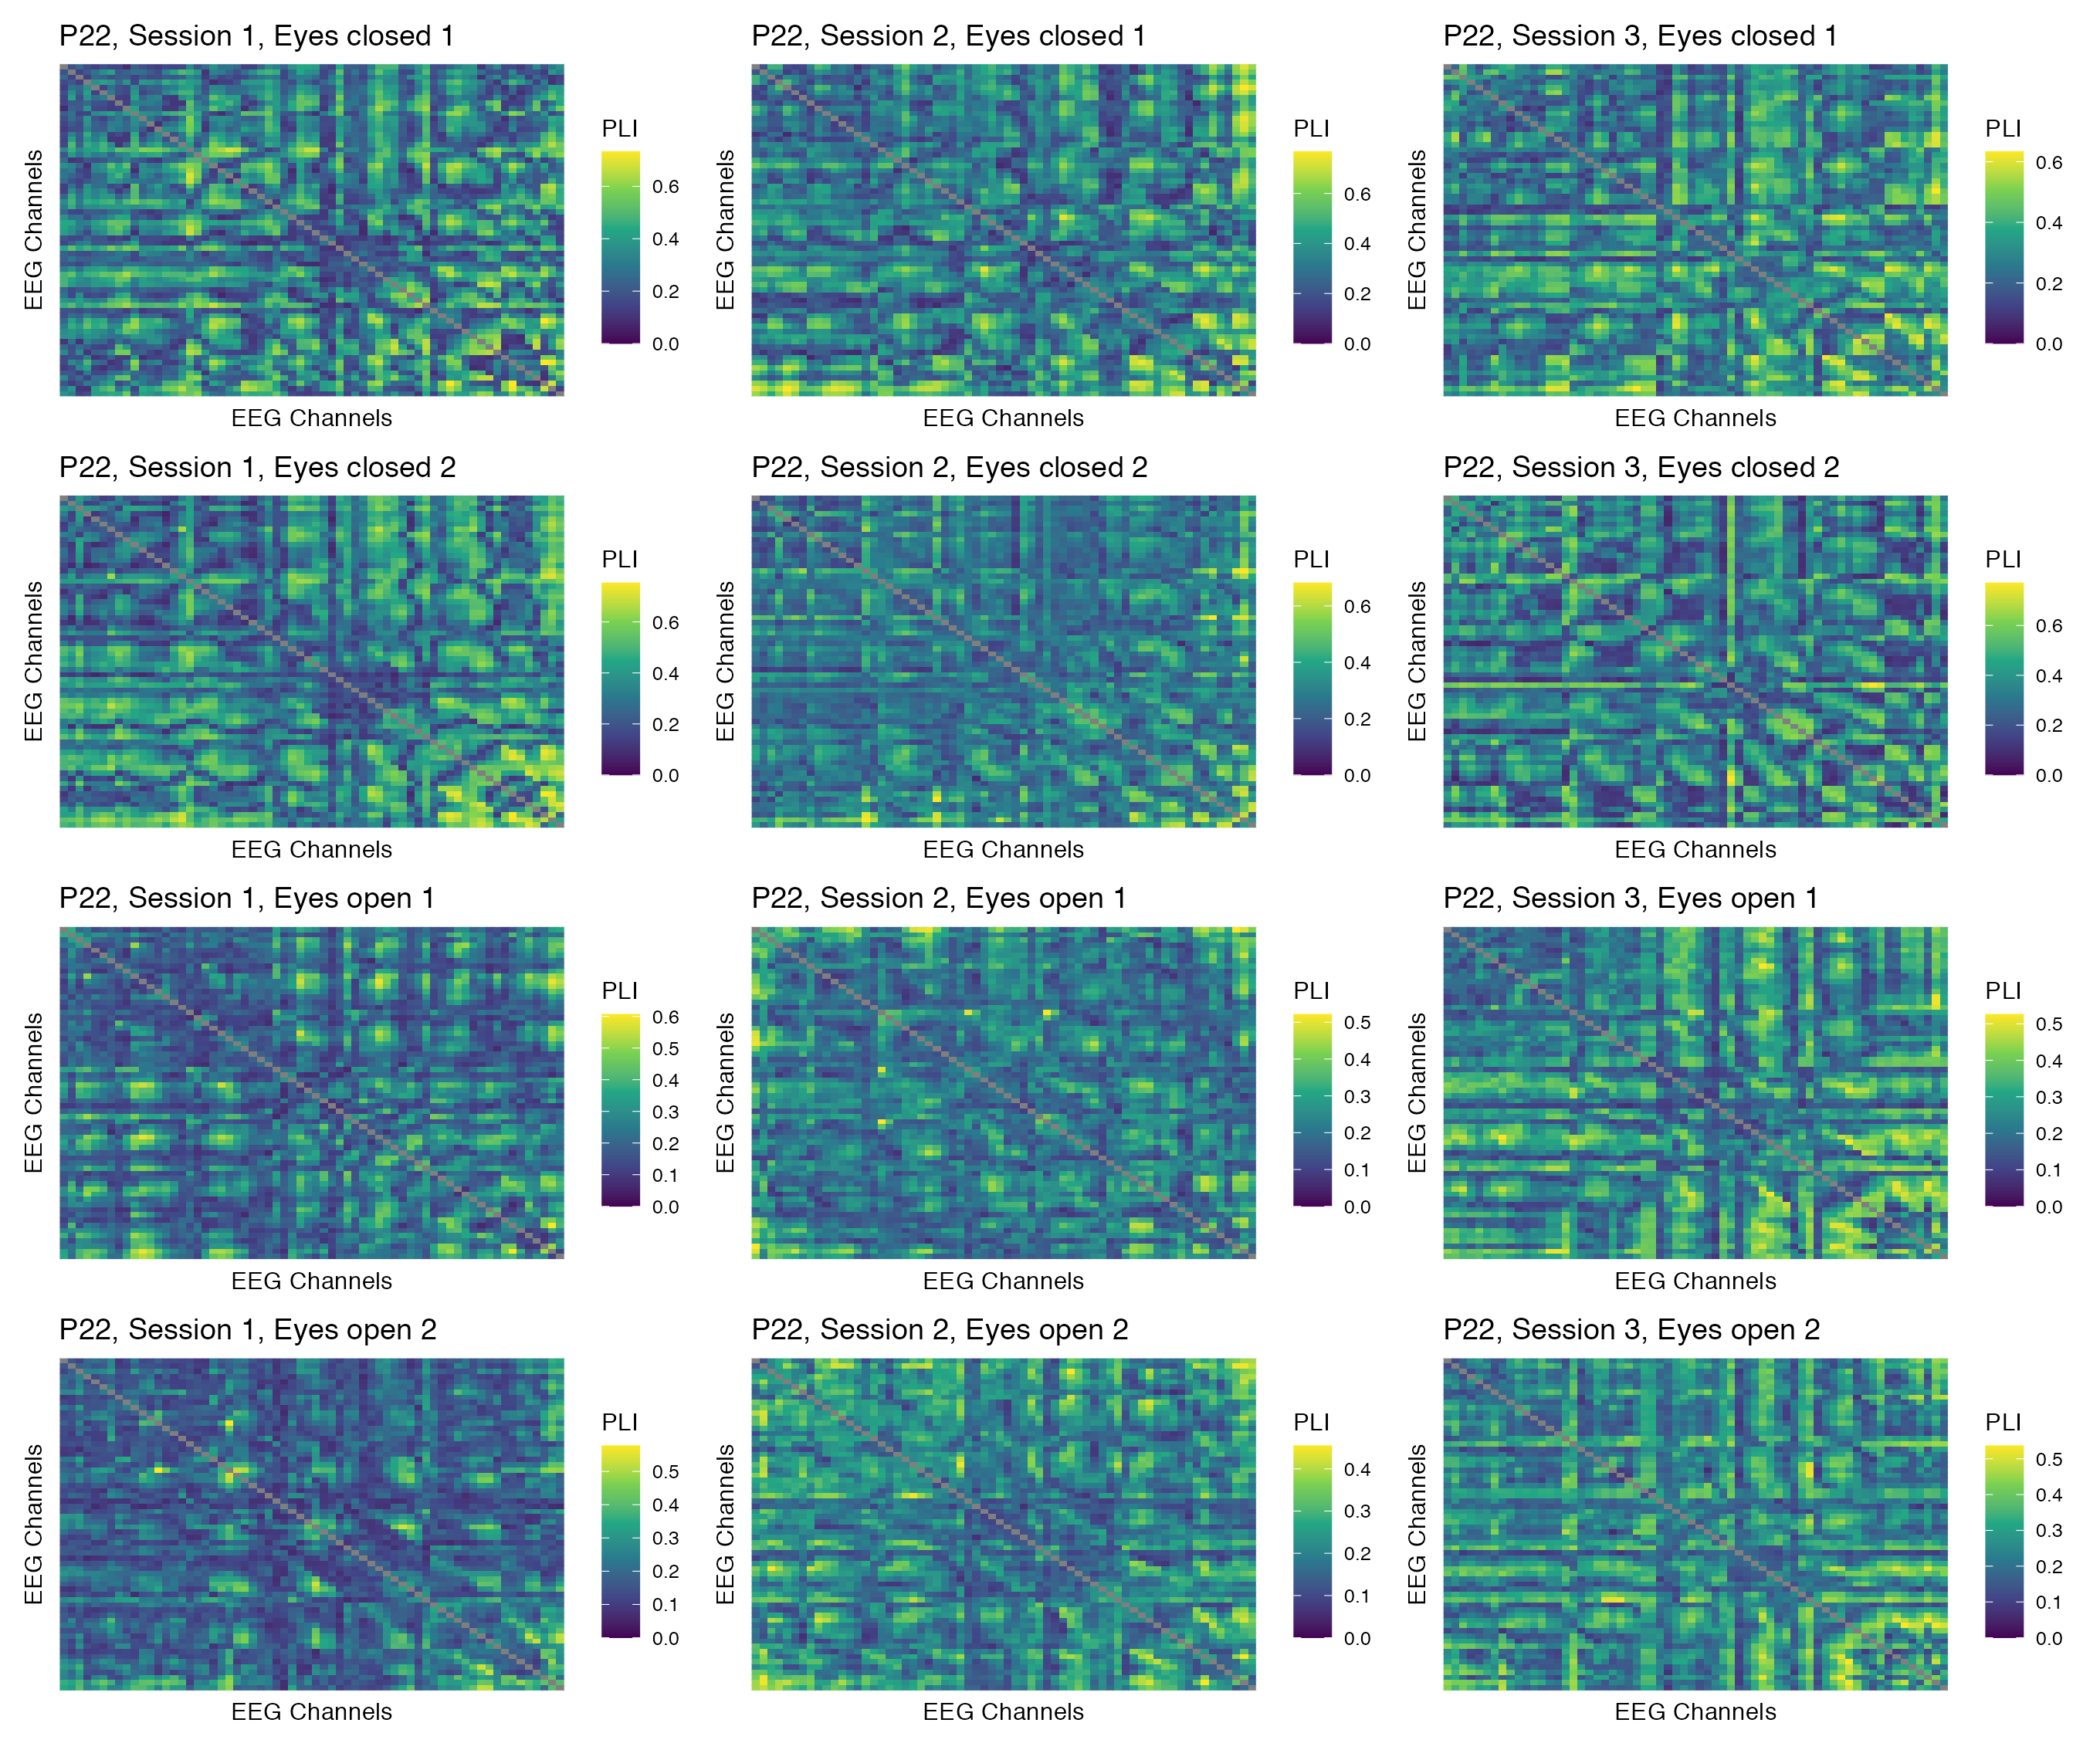 P22, Session 1, Eyes closed 1
EEG Channels
EEG Channels
PLI
0.6
0.4
0.2
0.0
P22, Session 2, Eyes closed 1
EEG Channels
EEG Channels
PLI
0.6
0.4
0.2
0.0
P22, Session 3, Eyes closed 1
EEG Channels
EEG Channels
PLI
0.6
0.4
0.2
0.0
P22, Session 1, Eyes closed 2
EEG Channels
EEG Channels
PLI
0.6
0.4
0.2
0.0
P22, Session 2, Eyes closed 2
EEG Channels
EEG Channels
PLI
0.6
0.4
0.2
0.0
P22, Session 3, Eyes closed 2
EEG Channels
EEG Channels
PLI
0.6
0.4
0.2
0.0
P22, Session 1, Eyes open 1
EEG Channels
EEG Channels
PLI
0.6
0.5
0.4
0.3
0.2
0.1
0.0
P22, Session 2, Eyes open 1
EEG Channels
EEG Channels
PLI
0.5
0.4
0.3
0.2
0.1
0.0
P22, Session 3, Eyes open 1
EEG Channels
EEG Channels
PLI
0.5
0.4
0.3
0.2
0.1
0.0
P22, Session 1, Eyes open 2
EEG Channels
EEG Channels
PLI
0.5
0.4
0.3
0.2
0.1
0.0
P22, Session 2, Eyes open 2
EEG Channels
EEG Channels
PLI
0.4
0.3
0.2
0.1
0.0
P22, Session 3, Eyes open 2
EEG Channels
EEG Channels
PLI
0.5
0.4
0.3
0.2
0.1
0.0